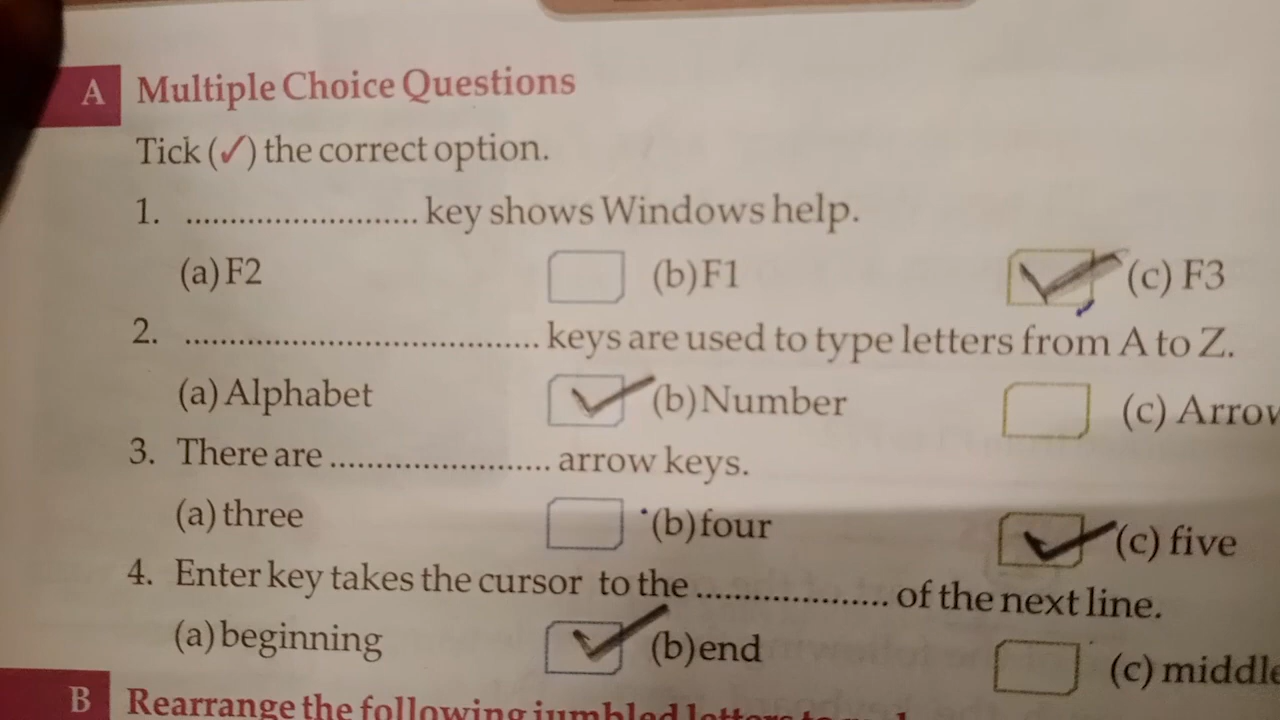 A Multiple Choice Questions
Tick (✓) the correct option.
1. .......................... key shows Windows help.
(a) F2 (b) F1 (c) F3
2. ........................................ keys are used to type letters from A to Z.
(a) Alphabet (b) Number (c)
3. There are ......................... arrow keys.
(a) three (b) four (c) five
4. Enter key takes the cursor to the ...................... of the next line.
(a) beginning (b) end (c) middle
B Rearrange the following jumbled letters to